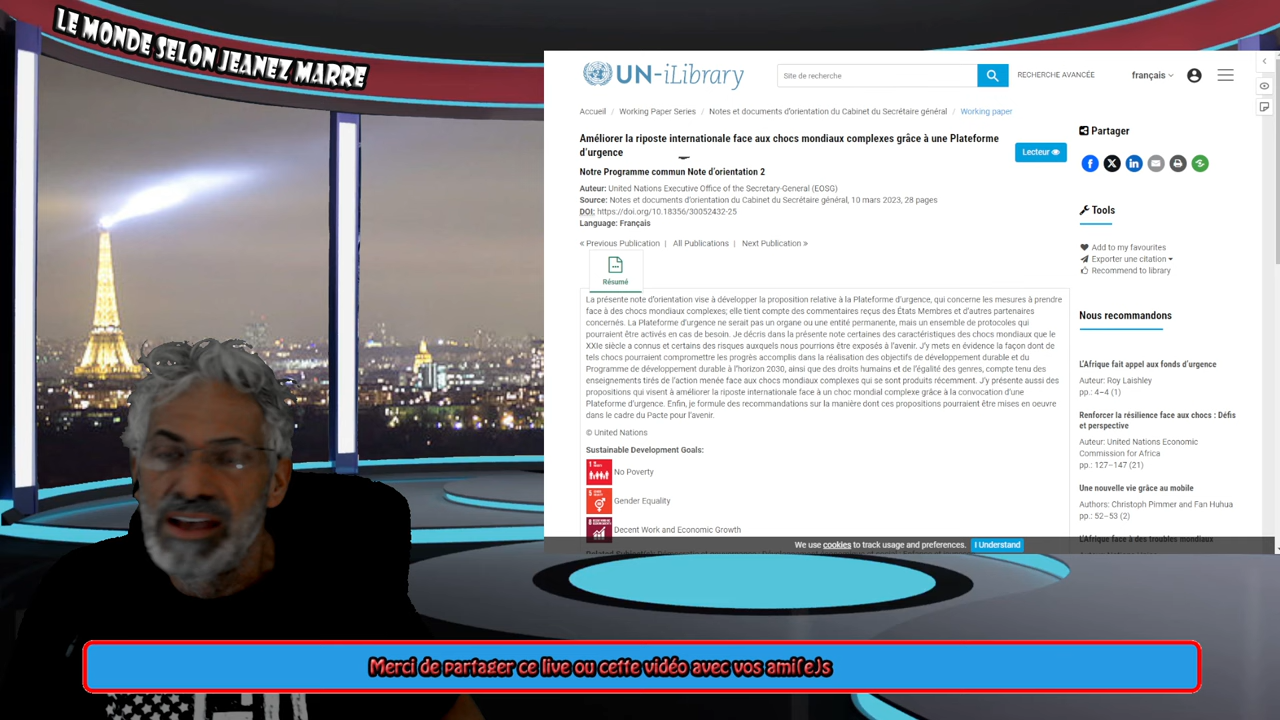 LE MONDE SELON JEANEZ MARRE
UN-iLibrary
Site de recherche
RECHERCHE AVANCÉE
français
Accueil / Working Paper Series / Notes et documents d'orientation du Cabinet du Secrétaire général / Working paper
Améliorer la riposte internationale face aux chocs mondiaux complexes grâce à une Plateforme
d'urgence
Lecteur
Notre Programme commun Note d'orientation 2
Auteur: United Nations Executive Office of the Secretary-General (EOSG)
Source: Notes et documents d'orientation du Cabinet du Secrétaire général, 10 mars 2023, 28 pages
DOI: https://doi.org/10.18356/30052432-25
Language: Français
« Previous Publication | All Publications | Next Publication »
Résumé
La présente note d'orientation vise à développer la proposition relative à la Plateforme d'urgence, qui concerne les mesures à prendre
face à des chocs mondiaux complexes; elle tient compte des commentaires reçus des États Membres et d'autres partenaires
concernés. La Plateforme d'urgence ne serait pas un organe ou une entité permanente, mais un ensemble de protocoles qui
pourraient être activés en cas de besoin. Je décris dans la présente note certaines des caractéristiques des chocs mondiaux que le
XXIe siècle a connus et certains des risques auxquels nous pourrions être exposés à l'avenir. J'y mets en évidence la façon dont de
tels chocs pourraient compromettre les progrès accomplis dans la réalisation des objectifs de développement durable et du
Programme de développement durable à l'horizon 2030, ainsi que des droits humains et de l'égalité des genres, compte tenu des
enseignements tirés de l'action menée face aux chocs mondiaux complexes qui se sont produits récemment. J'y présente aussi des
propositions qui visent à améliorer la riposte internationale face à un choc mondial complexe grâce à la convocation d'une
Plateforme d'urgence. Enfin, je formule des recommandations sur la manière dont ces propositions pourraient être mises en oeuvre
dans le cadre du Pacte pour l'avenir.
© United Nations
Sustainable Development Goals:
No Poverty
Gender Equality
Decent Work and Economic Growth
Partager
Tools
Add to my favourites
Exporter une citation
Recommend to library
Nous recommandons
L'Afrique fait appel aux fonds d'urgence
Auteur: Roy Laishley
pp.: 4–4 (1)
Renforcer la résilience face aux chocs : Défis
et perspective
Auteur: United Nations Economic
Commission for Africa
pp.: 127–147 (21)
Une nouvelle vie grâce au mobile
Authors: Christoph Pimmer and Fan Huhua
pp.: 52–53 (2)
L'Afrique face à des troubles mondiaux
We use cookies to track usage and preferences. I Understand
Merci de partager ce live ou cette vidéo avec vos ami(e)s